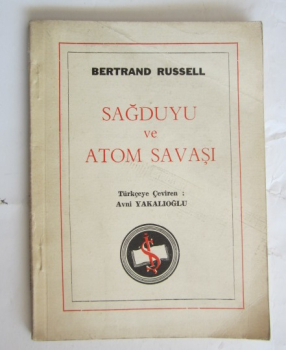 BERTRAND RUSSELL
SAĞDUYU
ve
ATOM SAVAŞI
Türkçeye Çeviren :
Avni YAKALIOĞLU